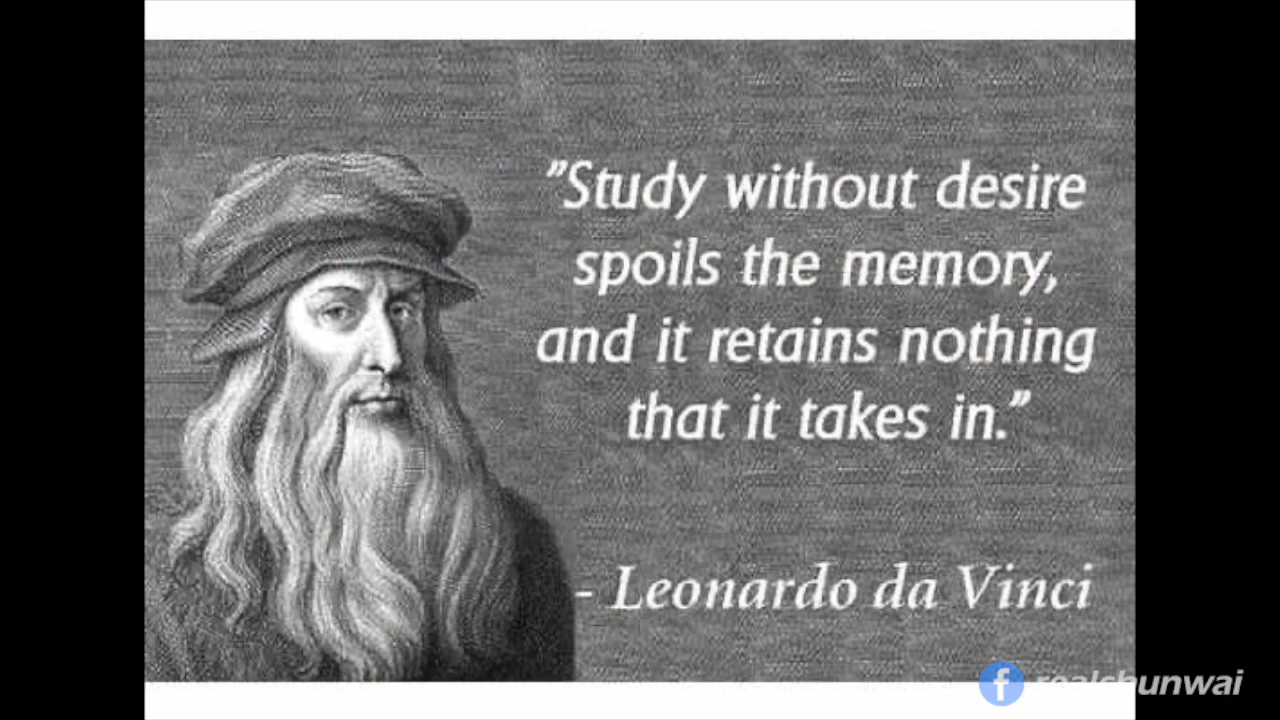 ”Study without desire
spoils the memory,
and it retains nothing
that it takes in.”
- Leonardo da Vinci
f realchunwai